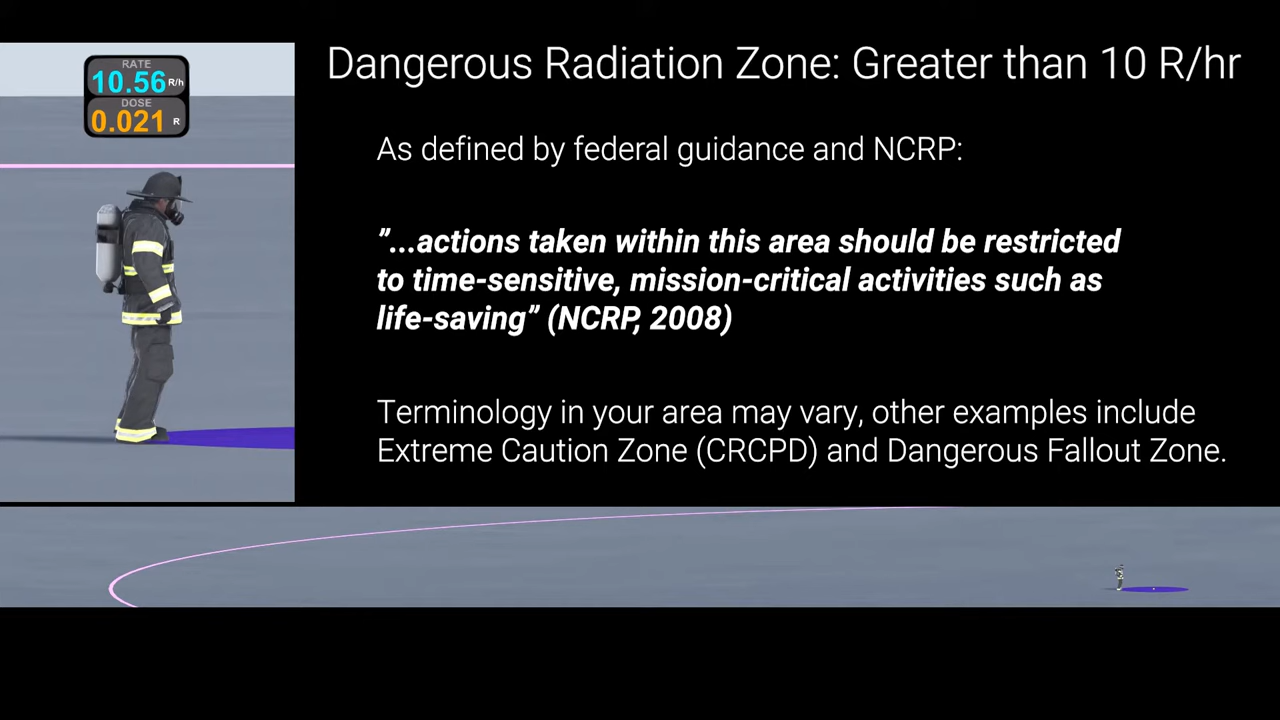 RATE
10.56 R/h
DOSE
0.021 R
Dangerous Radiation Zone: Greater than 10 R/hr
As defined by federal guidance and NCRP:
”...actions taken within this area should be restricted
to time-sensitive, mission-critical activities such as
life-saving” (NCRP, 2008)
Terminology in your area may vary, other examples include
Extreme Caution Zone (CRCPD) and Dangerous Fallout Zone.